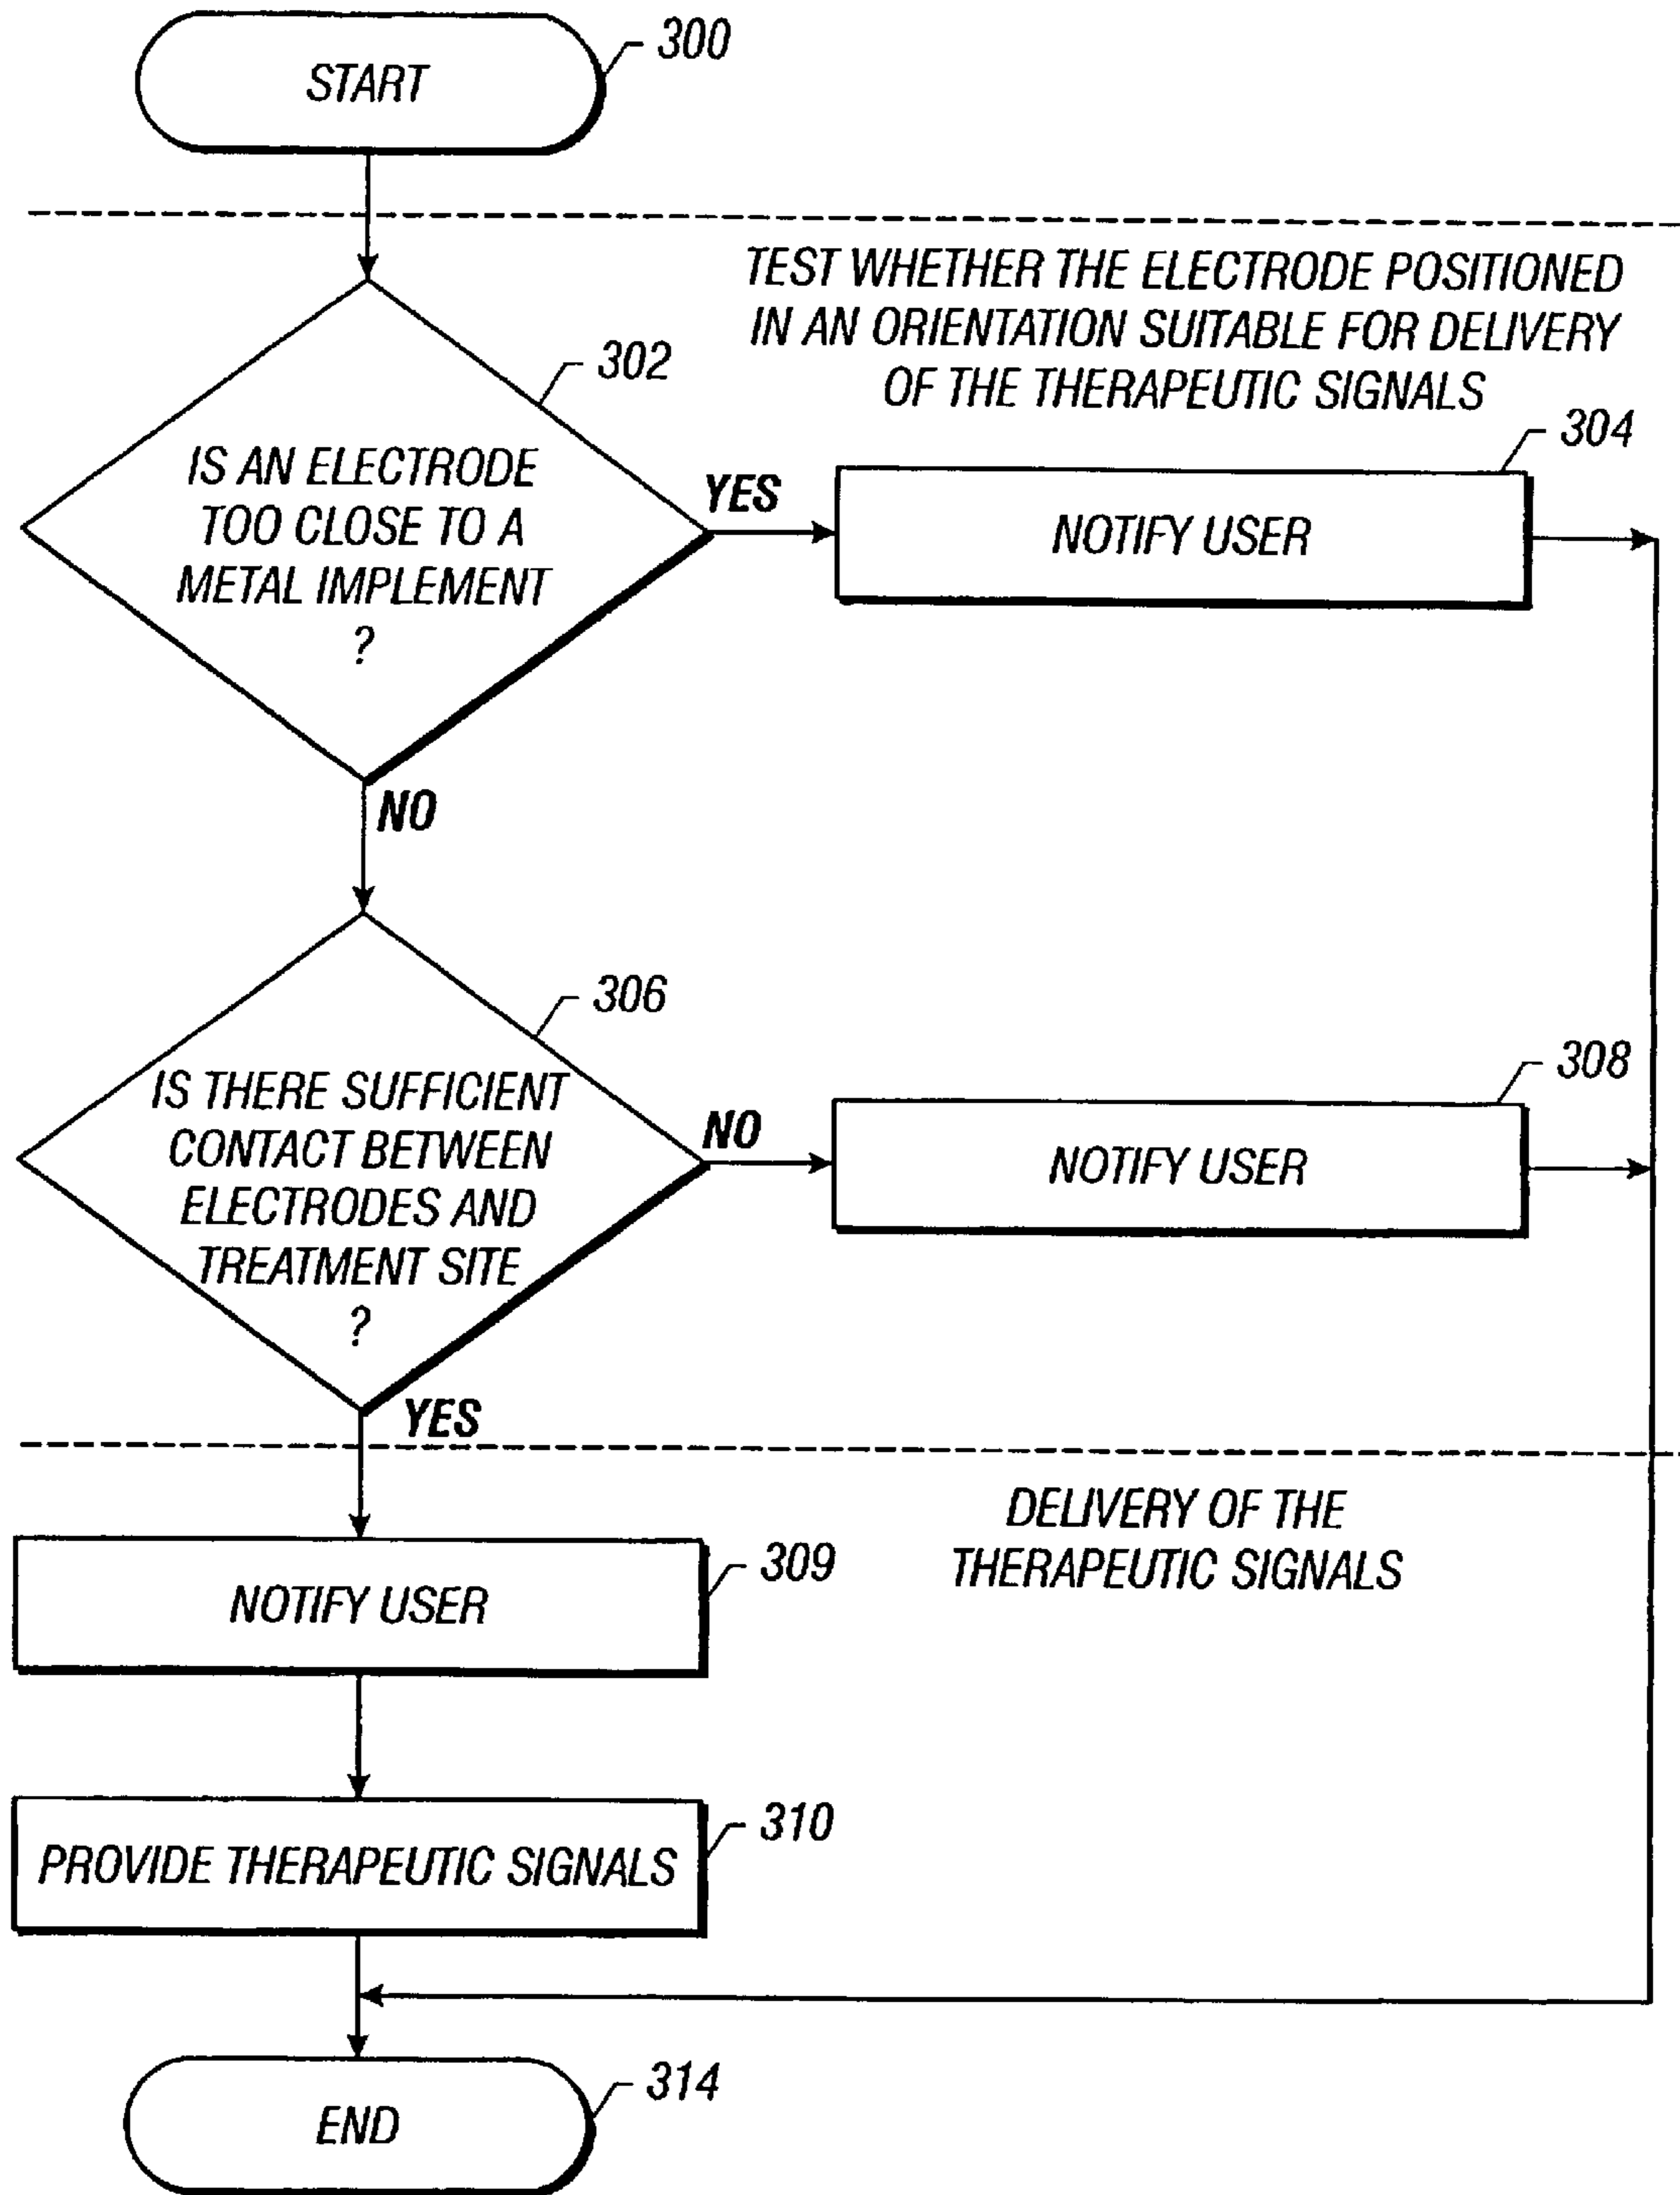 START
300
TEST WHETHER THE ELECTRODE POSITIONED
IN AN ORIENTATION SUITABLE FOR DELIVERY
OF THE THERAPEUTIC SIGNALS
302
IS AN ELECTRODE
TOO CLOSE TO A
METAL IMPLEMENT
?
YES
304
NOTIFY USER
NO
306
IS THERE SUFFICIENT
CONTACT BETWEEN
ELECTRODES AND
TREATMENT SITE
?
NO
308
NOTIFY USER
YES
DELIVERY OF THE
THERAPEUTIC SIGNALS
309
NOTIFY USER
310
PROVIDE THERAPEUTIC SIGNALS
314
END